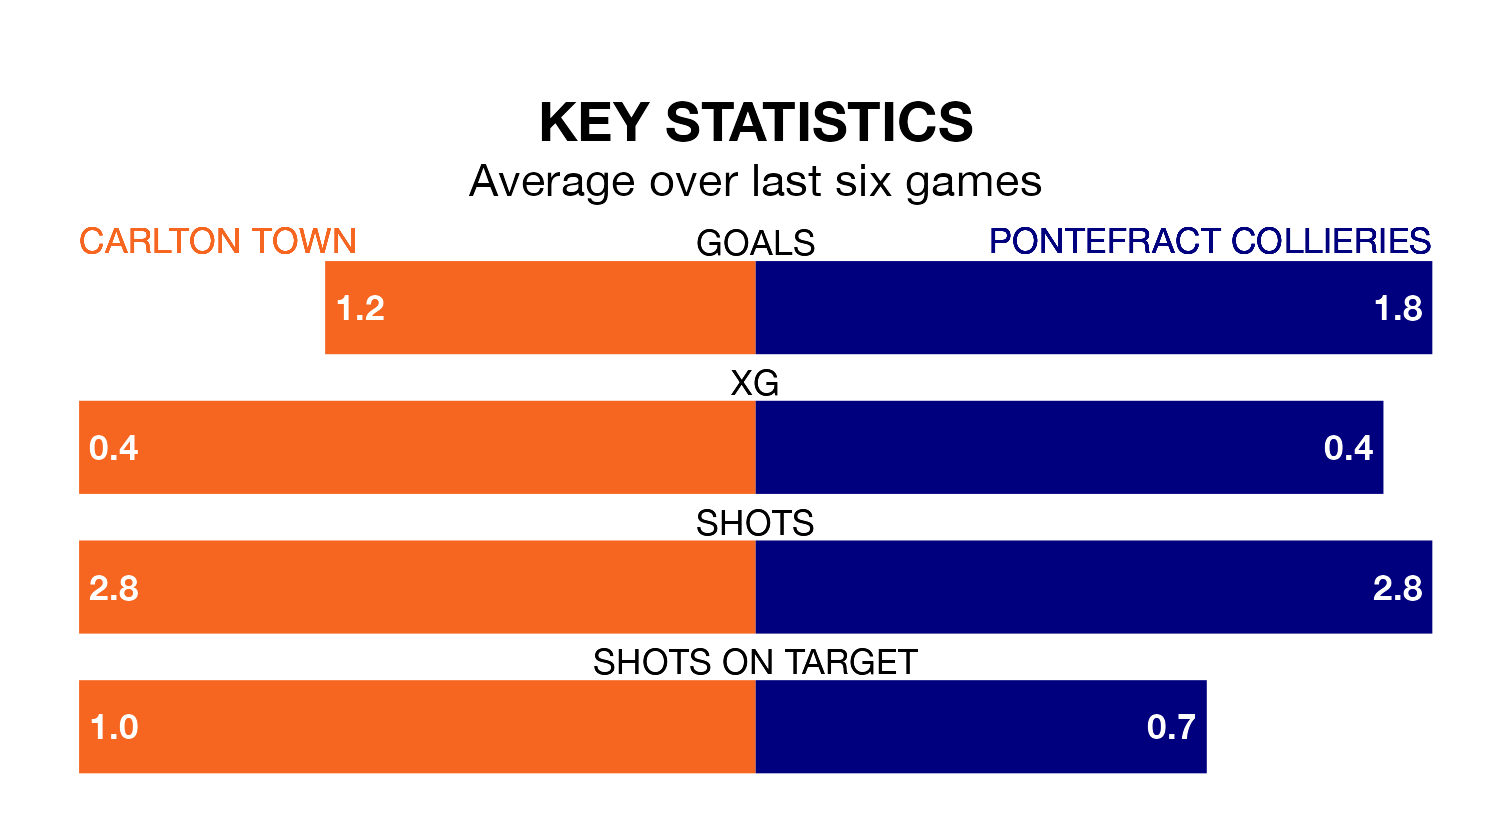 KEY STATISTICS
Average over last six games
CARLTON TOWN GOALS PONTEFRACT COLLIERIES
1.2 1.8
XG
0.4 0.4
SHOTS
2.8 2.8
SHOTS ON TARGET
1.0 0.7